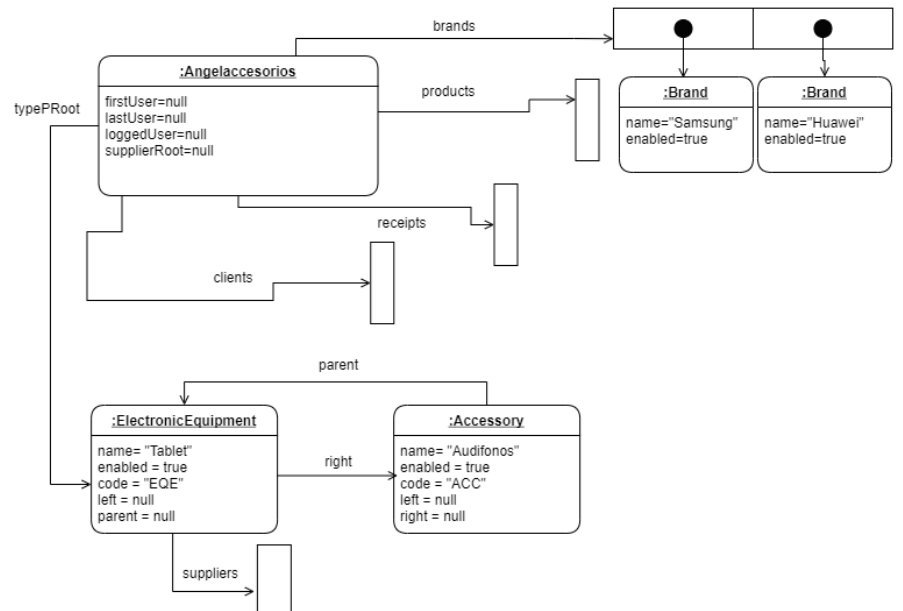 brands
:Angelaccesorios
firstUser=null
lastUser=null
loggedUser=null
supplierRoot=null
typePRoot
products
:Brand
name="Samsung"
enabled=true
:Brand
name="Huawei"
enabled=true
receipts
clients
parent
:ElectronicEquipment
name= "Tablet"
enabled = true
code = "EQE"
left = null
parent = null
right
:Accessory
name= "Audifonos"
enabled = true
code = "ACC"
left = null
right = null
suppliers